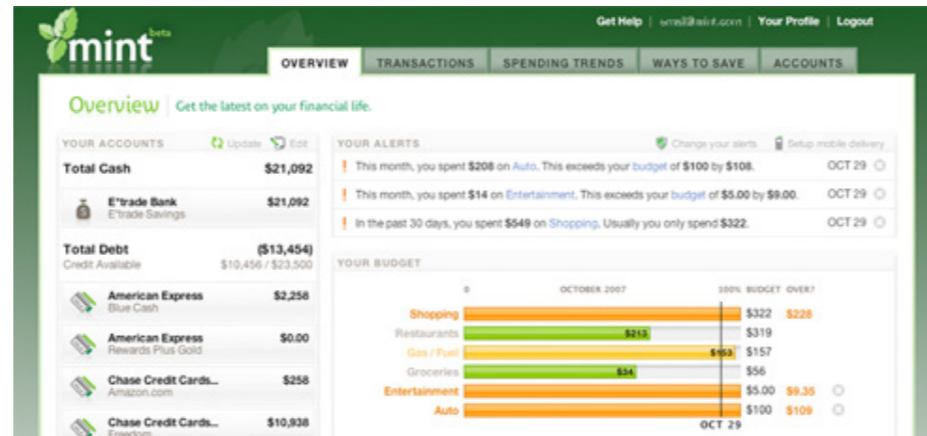 Get Help | email@mint.com | Your Profile | Logout
mint beta
OVERVIEW TRANSACTIONS SPENDING TRENDS WAYS TO SAVE ACCOUNTS
Overview Get the latest on your financial life.
YOUR ACCOUNTS Update Edit
Total Cash $21,092
E*trade Bank $21,092
E*trade Savings
Total Debt ($13,454)
Credit Available $10,456 / $23,500
American Express $2,258
Blue Cash
American Express $0.00
Rewards Plus Gold
Chase Credit Cards... $258
Amazon.com
Chase Credit Cards... $10,938
Freedom
YOUR ALERTS Change your alerts Setup mobile delivery
This month, you spent $208 on Auto. This exceeds your budget of $100 by $108. OCT 29
This month, you spent $14 on Entertainment. This exceeds your budget of $5.00 by $9.00. OCT 29
In the past 30 days, you spent $549 on Shopping. Usually you only spend $322. OCT 29
YOUR BUDGET
0 OCTOBER 2007 100% BUDGET OVER?
Shopping $322 $228
Restaurants $213 $319
Gas / Fuel $153 $157
Groceries $34 $56
Entertainment $5.00 $9.35
Auto $100 $109
OCT 29